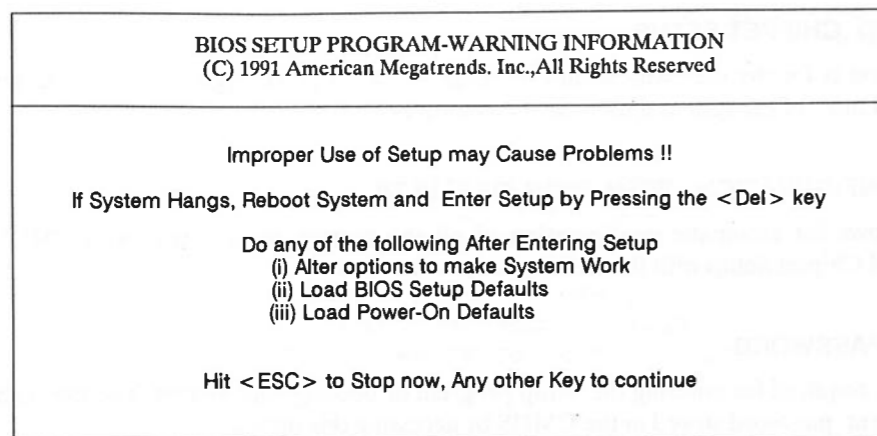 BIOS SETUP PROGRAM-WARNING INFORMATION
(C) 1991 American Megatrends. Inc.,All Rights Reserved
Improper Use of Setup may Cause Problems !!
If System Hangs, Reboot System and Enter Setup by Pressing the <Del> key
Do any of the following After Entering Setup
(i) Alter options to make System Work
(ii) Load BIOS Setup Defaults
(iii) Load Power-On Defaults
Hit <ESC> to Stop now, Any other Key to continue